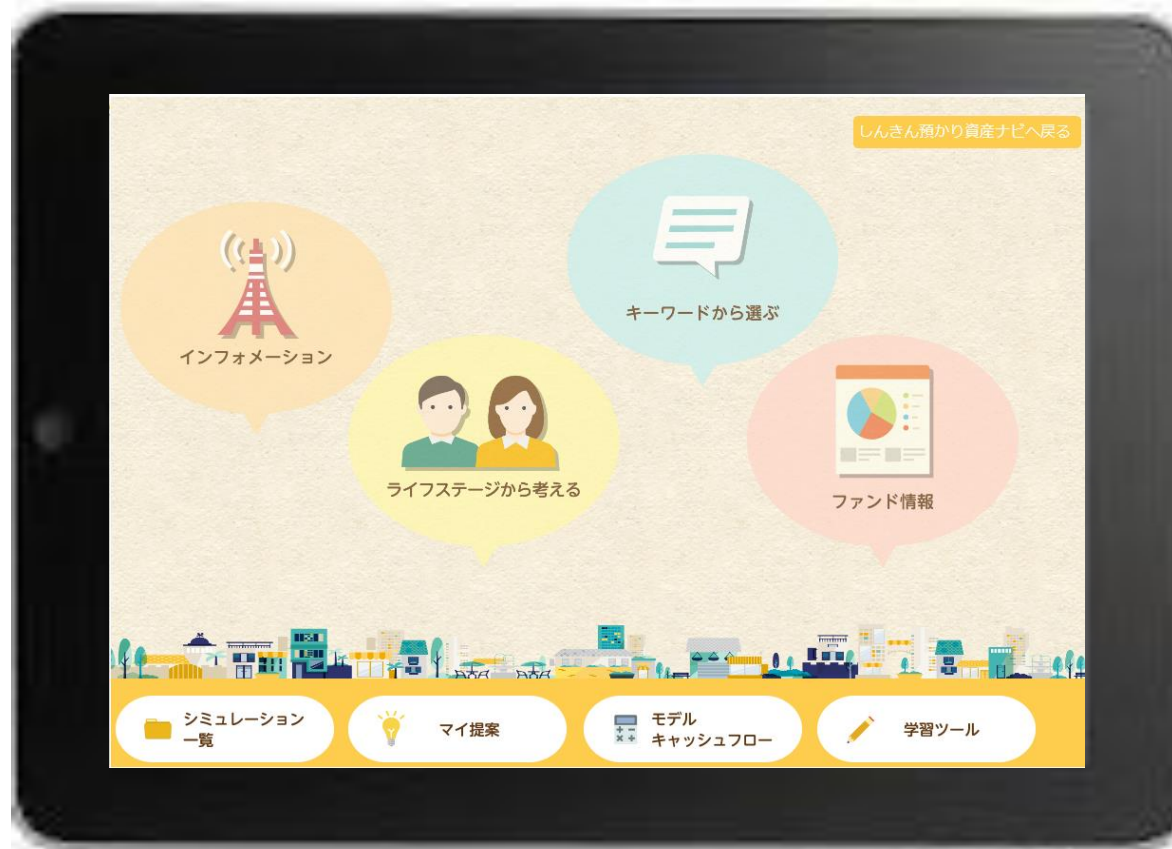 しんきん預かり資産ナビへ戻る
キーワードから選ぶ
インフォメーション
ライフステージから考える
ファンド情報
シミュレーション
一覧
マイ提案
モデル
キャッシュフロー
学習ツール